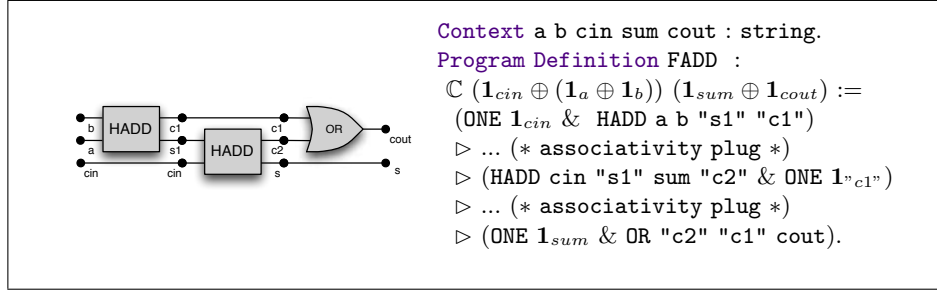 b
HADD
c1
c1
OR
a
s1
HADD
c2
cout
cin
cin
s
s
Context a b cin sum cout : string.
Program Definition FADD :
ℂ (𝟏cin ⊕ (𝟏a ⊕ 𝟏b)) (𝟏sum ⊕ 𝟏cout) :=
(ONE 𝟏cin & HADD a b "s1" "c1")
▷ ... (* associativity plug *)
▷ (HADD cin "s1" sum "c2" & ONE 𝟏"c1")
▷ ... (* associativity plug *)
▷ (ONE 𝟏sum & OR "c2" "c1" cout).